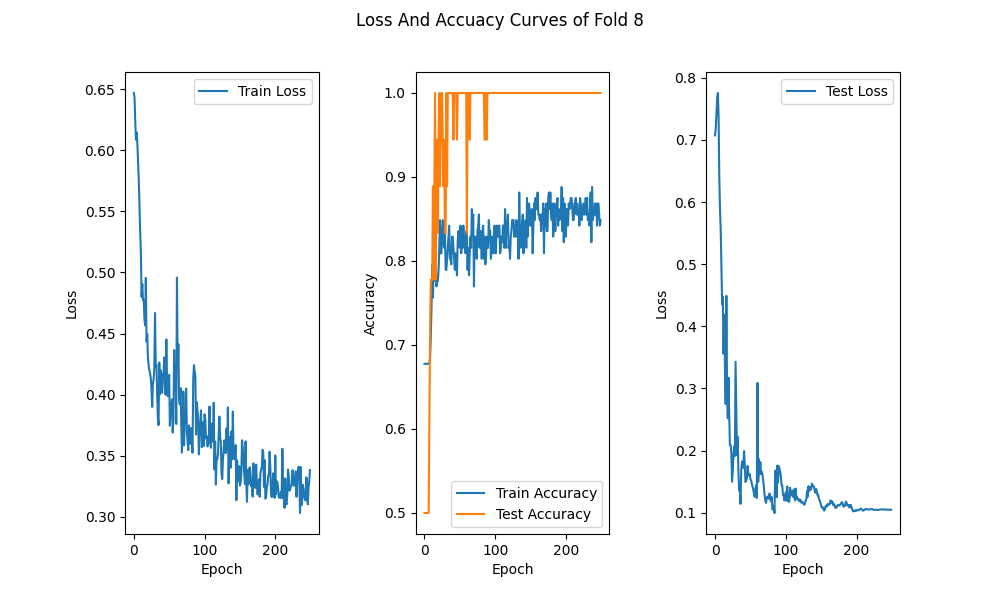 Loss And Accuacy Curves of Fold 8
Train Loss
0.65
0.60
0.55
0.50
0.45
0.40
0.35
0.30
Loss
0
100
200
Epoch
1.0
0.9
0.8
0.7
0.6
0.5
Accuracy
Train Accuracy
Test Accuracy
0
100
200
Epoch
Test Loss
0.8
0.7
0.6
0.5
0.4
0.3
0.2
0.1
Loss
0
100
200
Epoch